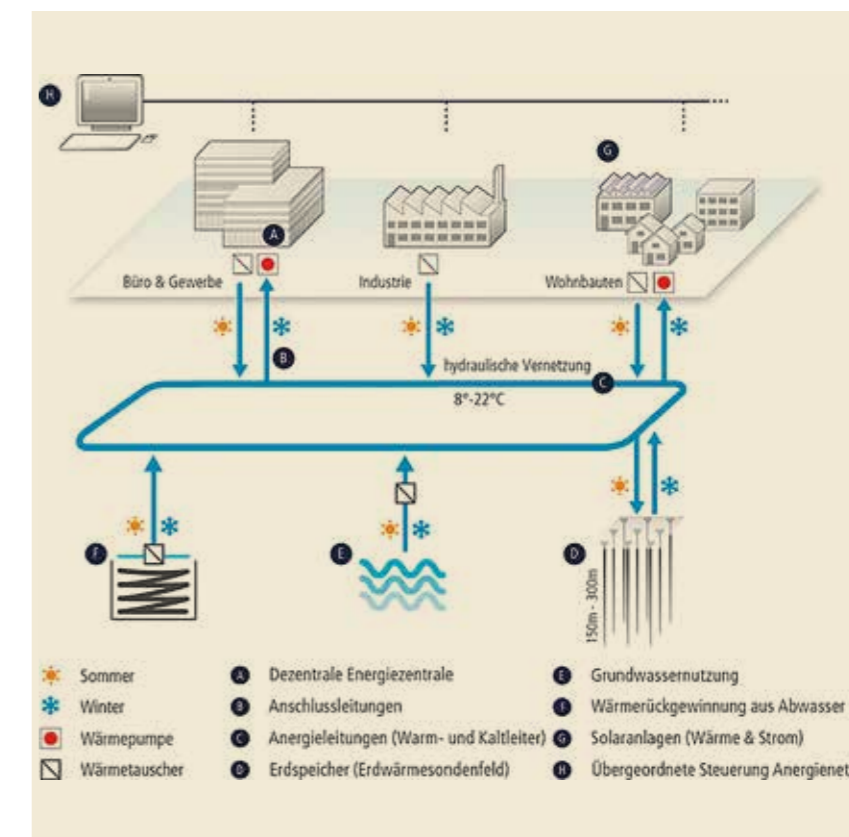 H
G
A
Büro & Gewerbe
Industrie
Wohnbauten
B
hydraulische Vernetzung
C
8°-22°C
F
E
D
150m - 300m
Sommer
A Dezentrale Energiezentrale
E Grundwassernutzung
Winter
B Anschlussleitungen
F Wärmerückgewinnung aus Abwasser
Wärmepumpe
C Anergieleitungen (Warm- und Kaltleiter)
G Solaranlagen (Wärme & Strom)
Wärmetauscher
D Erdspeicher (Erdwärmesondenfeld)
H Übergeordnete Steuerung Anergienet